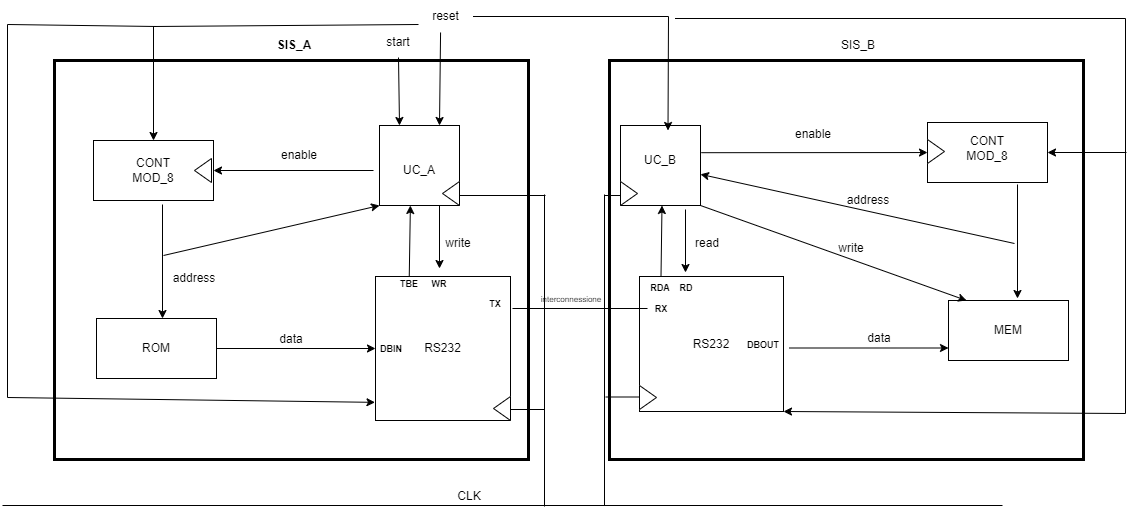 reset
start
SIS_A
SIS_B
CONT
MOD_8
enable
UC_A
UC_B
enable
CONT
MOD_8
address
write
read
write
address
TBE
WR
RDA
RD
TX
interconnessione
RX
ROM
data
DBIN
RS232
RS232
DBOUT
data
MEM
CLK